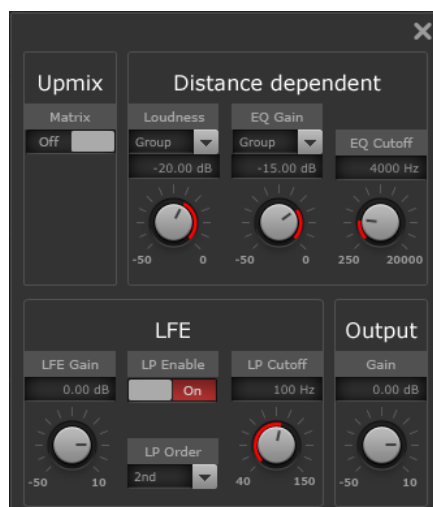 Upmix
Distance dependent
Matrix
Loudness
EQ Gain
Off
Group
Group
EQ Cutoff
-20.00 dB
-15.00 dB
4000 Hz
-50
0
-50
0
250
20000
LFE
Output
LFE Gain
LP Enable
LP Cutoff
Gain
0.00 dB
On
100 Hz
0.00 dB
LP Order
2nd
-50
10
40
150
-50
10